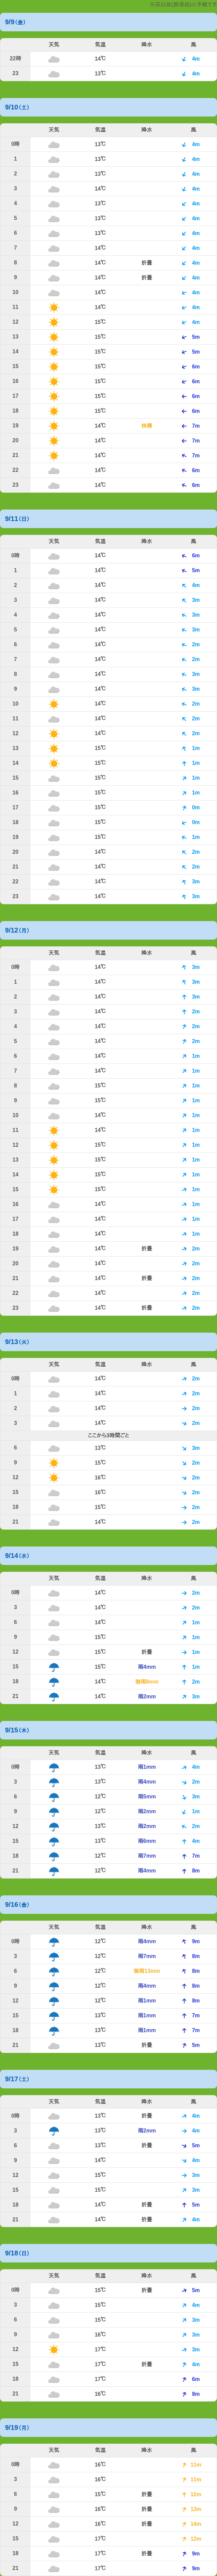 9/9(金)
天気 気温 降水 風
22時 14℃ 4m
23 13℃ 4m
9/10(土)
天気 気温 降水 風
0時 13℃ 4m
1 13℃ 4m
2 13℃ 4m
3 14℃ 4m
4 13℃ 4m
5 13℃ 4m
6 13℃ 4m
7 14℃ 4m
8 14℃ 折畳 4m
9 14℃ 折畳 4m
10 14℃ 4m
11 14℃ 4m
12 15℃ 4m
13 15℃ 5m
14 15℃ 5m
15 15℃ 6m
16 15℃ 6m
17 15℃ 6m
18 15℃ 6m
19 14℃ 7m
20 14℃ 7m
21 14℃ 7m
22 14℃ 6m
23 14℃ 6m
9/11(日)
天気 気温 降水 風
0時 14℃ 6m
1 14℃ 5m
2 14℃ 4m
3 14℃ 3m
4 14℃ 3m
5 14℃ 3m
6 14℃ 2m
7 14℃ 2m
8 14℃ 3m
9 14℃ 3m
10 14℃ 2m
11 14℃ 2m
12 14℃ 2m
13 15℃ 1m
14 15℃ 1m
15 15℃ 1m
16 15℃ 1m
17 15℃ 0m
18 15℃ 0m
19 15℃ 1m
20 14℃ 2m
21 14℃ 2m
22 14℃ 3m
23 14℃ 3m
9/12(月)
天気 気温 降水 風
0時 14℃ 3m
1 14℃ 3m
2 14℃ 3m
3 14℃ 2m
4 14℃ 2m
5 14℃ 2m
6 14℃ 1m
7 14℃ 1m
8 15℃ 1m
9 15℃ 1m
10 14℃ 1m
11 14℃ 1m
12 15℃ 1m
13 15℃ 1m
14 15℃ 1m
15 15℃ 1m
16 14℃ 1m
17 14℃ 1m
18 14℃ 1m
19 14℃ 折畳 2m
20 14℃ 2m
21 14℃ 折畳 2m
22 14℃ 2m
23 14℃ 折畳 2m
9/13(火)
天気 気温 降水 風
0時 14℃ 2m
1 14℃ 2m
2 14℃ 2m
3 14℃ 2m
ここから3時間ごと
6 13℃ 3m
9 15℃ 2m
12 16℃ 2m
15 16℃ 2m
18 15℃ 2m
21 14℃ 2m
9/14(水)
天気 気温 降水 風
0時 14℃ 2m
3 14℃ 2m
6 14℃ 1m
9 15℃ 1m
12 15℃ 折畳 1m
15 15℃ 雨4mm 1m
18 14℃ 2m
21 14℃ 雨2mm 3m
9/15(木)
天気 気温 降水 風
0時 13℃ 雨1mm 4m
3 13℃ 雨4mm 2m
6 12℃ 雨5mm 3m
9 12℃ 雨2mm 1m
12 13℃ 雨2mm 2m
15 13℃ 雨6mm 4m
18 12℃ 雨7mm 7m
21 12℃ 雨4mm 8m
9/16(金)
天気 気温 降水 風
0時 12℃ 雨4mm 9m
3 12℃ 雨7mm 8m
6 12℃ 強雨13mm 8m
9 12℃ 雨4mm 8m
12 12℃ 雨1mm 8m
15 13℃ 雨1mm 7m
18 13℃ 雨1mm 7m
21 13℃ 折畳 5m
9/17(土)
天気 気温 降水 風
0時 13℃ 折畳 4m
3 13℃ 雨2mm 4m
6 13℃ 折畳 5m
9 14℃ 4m
12 15℃ 3m
15 15℃ 3m
18 14℃ 折畳 5m
21 14℃ 折畳 4m
9/18(日)
天気 気温 降水 風
0時 15℃ 折畳 5m
3 15℃ 4m
6 15℃ 3m
9 16℃ 3m
12 17℃ 3m
15 17℃ 折畳 4m
18 17℃ 6m
21 16℃ 8m
9/19(月)
天気 気温 降水 風
0時 16℃ 11m
3 16℃ 11m
6 15℃ 折畳 12m
9 16℃ 折畳 13m
12 16℃ 折畳 14m
15 17℃ 12m
18 17℃ 折畳 9m
21 17℃ 9m